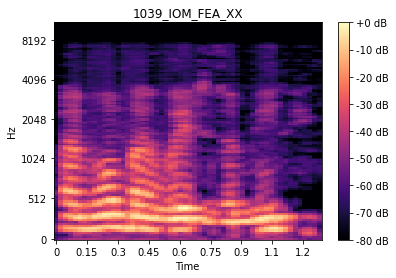 1039_IOM_FEA_XX
Hz
8192
4096
2048
1024
512
0
0 0.15 0.3 0.45 0.6 0.75 0.9 1.1 1.2
Time
+0 dB
-10 dB
-20 dB
-30 dB
-40 dB
-50 dB
-60 dB
-70 dB
-80 dB